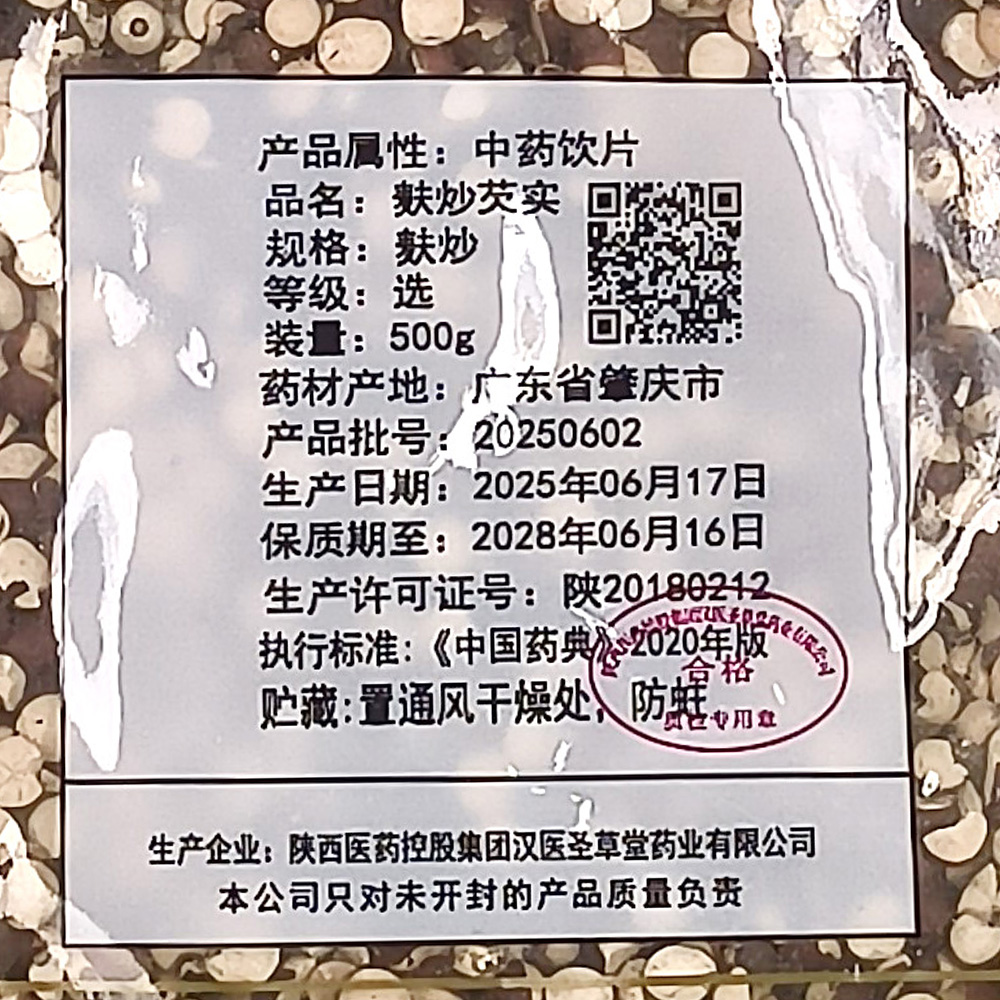 产品属性：中药饮片
品名：麸炒芡实
规格：麸炒
等级：选
装量：500g
药材产地：广东省肇庆市
产品批号：20250602
生产日期：2025年06月17日
保质期至：2028年06月16日
生产许可证号：陕20180212
执行标准:《中国药典》2020年版
贮藏:置通风干燥处，防蛀
合格
质检专用章
生产企业：陕西医药控股集团汉医圣草堂药业有限公司
本公司只对未开封的产品质量负责